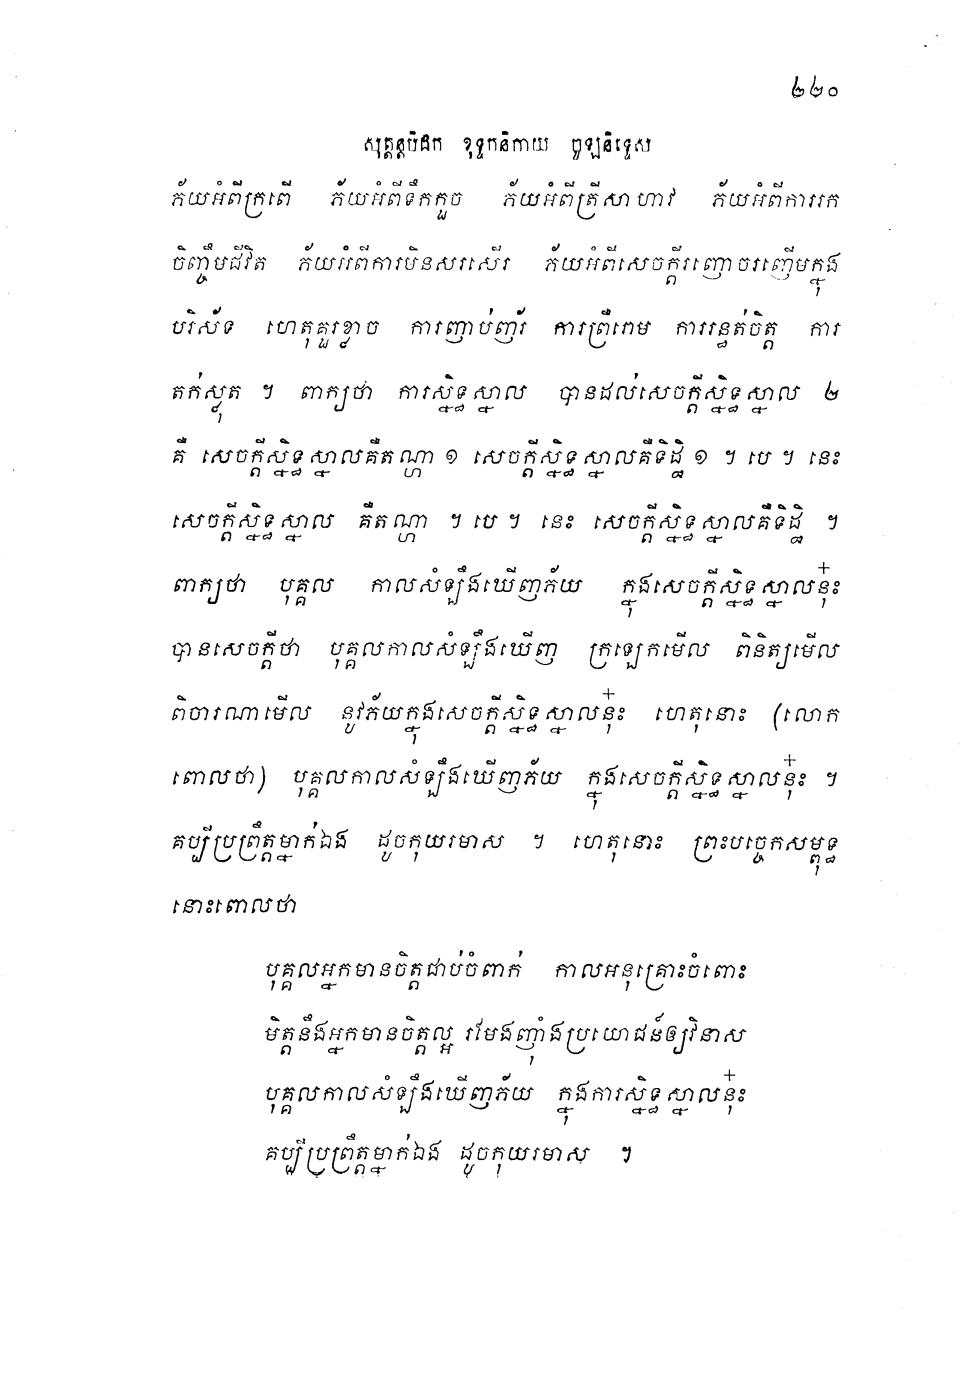 ២២០
សុត្តន្តបិដក ខុទ្ទកនិកាយ ចូឡនិទ្ទេស
ភ័យអំពីក្រពើ ភ័យអំពីទឹកកួច ភ័យអំពីត្រីសាហាវ ភ័យអំពីការរក
ចិញ្ចឹមជីវិត ភ័យអំពីការមិនសរសើរ ភ័យអំពីសេចក្តីរញោចរញើមក្នុង
បរិស័ទ ហេតុគួរខ្លាច ការញាប់ញ័រ ការព្រឺរោម ការរន្ធត់ចិត្ត ការ
តក់ស្លុត ។ ពាក្យថា ការស្និទ្ធស្នាល បានដល់សេចក្តីស្និទ្ធស្នាល ២
គឺ សេចក្តីស្និទ្ធស្នាលគឺតណ្ហា ១ សេចក្តីស្និទ្ធស្នាលគឺទិដ្ឋិ ១ ។ បេ ។ នេះ
សេចក្តីស្និទ្ធស្នាល គឺតណ្ហា ។ បេ ។ នេះ សេចក្តីស្និទ្ធស្នាលគឺទិដ្ឋិ ។
ពាក្យថា បុគ្គល កាលសំឡឹងឃើញភ័យ ក្នុងសេចក្តីស្និទ្ធស្នាលនុ៎ះ
បានសេចក្តីថា បុគ្គលកាលសំឡឹងឃើញ ក្រឡេកមើល ពិនិត្យមើល
ពិចារណាមើល នូវភ័យក្នុងសេចក្តីស្និទ្ធស្នាលនុ៎ះ ហេតុនោះ (លោក
ពោលថា) បុគ្គលកាលសំឡឹងឃើញភ័យ ក្នុងសេចក្តីស្និទ្ធស្នាលនុ៎ះ ។
គប្បីប្រព្រឹត្តម្នាក់ឯង ដូចកុយរមាស ។ ហេតុនោះ ព្រះបច្ចេកសម្ពុទ្ធ
នោះពោលថា
បុគ្គលអ្នកមានចិត្តជាប់ចំពាក់ កាលអនុគ្រោះចំពោះ
មិត្តនឹងអ្នកមានចិត្តល្អ រមែងញ៉ាំងប្រយោជន៍ឲ្យវិនាស
បុគ្គលកាលសំឡឹងឃើញភ័យ ក្នុងការស្និទ្ធស្នាលនុ៎ះ
គប្បីប្រព្រឹត្តម្នាក់ឯង ដូចកុយរមាស ។